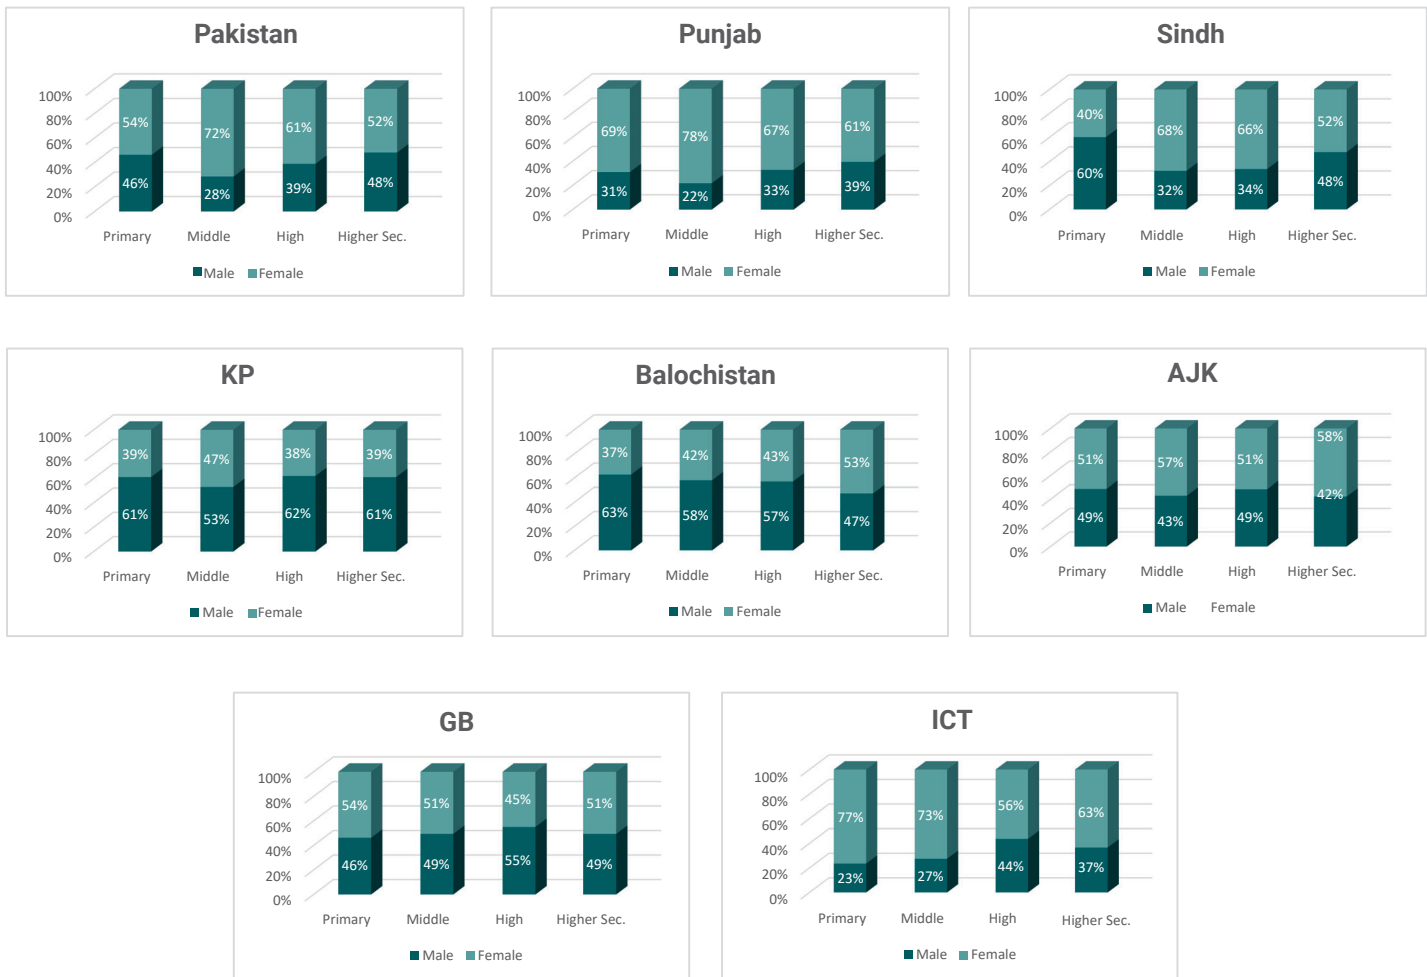 Pakistan
100%
80%
60%
40%
20%
0%
54%
72%
61%
52%
46%
28%
39%
48%
Primary
Middle
High
Higher Sec.
Male
Female
Punjab
100%
80%
60%
40%
20%
0%
69%
78%
67%
61%
31%
22%
33%
39%
Primary
Middle
High
Higher Sec.
Male
Female
Sindh
100%
80%
60%
40%
20%
0%
40%
68%
66%
52%
60%
32%
34%
48%
Primary
Middle
High
Higher Sec.
Male
Female
KP
100%
80%
60%
40%
20%
0%
39%
47%
38%
39%
61%
53%
62%
61%
Primary
Middle
High
Higher Sec.
Male
Female
Balochistan
100%
80%
60%
40%
20%
0%
37%
42%
43%
53%
63%
58%
57%
47%
Primary
Middle
High
Higher Sec.
Male
Female
AJK
100%
80%
60%
40%
20%
0%
51%
57%
51%
58%
49%
43%
49%
42%
Primary
Middle
High
Higher Sec.
Male
Female
GB
100%
80%
60%
40%
20%
0%
54%
51%
45%
51%
46%
49%
55%
49%
Primary
Middle
High
Higher Sec.
Male
Female
ICT
100%
80%
60%
40%
20%
0%
77%
73%
56%
63%
23%
27%
44%
37%
Primary
Middle
High
Higher Sec.
Male
Female